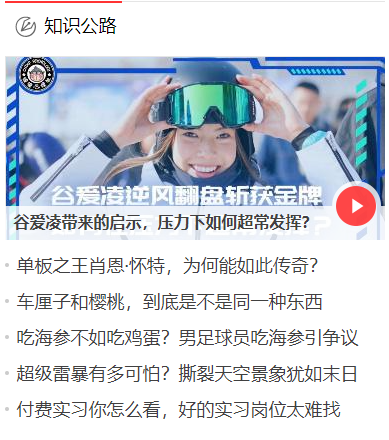 知识公路
谷爱凌逆风翻盘斩获金牌
谷爱凌带来的启示，压力下如何超常发挥？
单板之王肖恩·怀特，为何能如此传奇？
车厘子和樱桃，到底是不是同一种东西
吃海参不如吃鸡蛋？男足球员吃海参引争议
超级雷暴有多可怕？撕裂天空景象犹如末日
付费实习你怎么看，好的实习岗位太难找